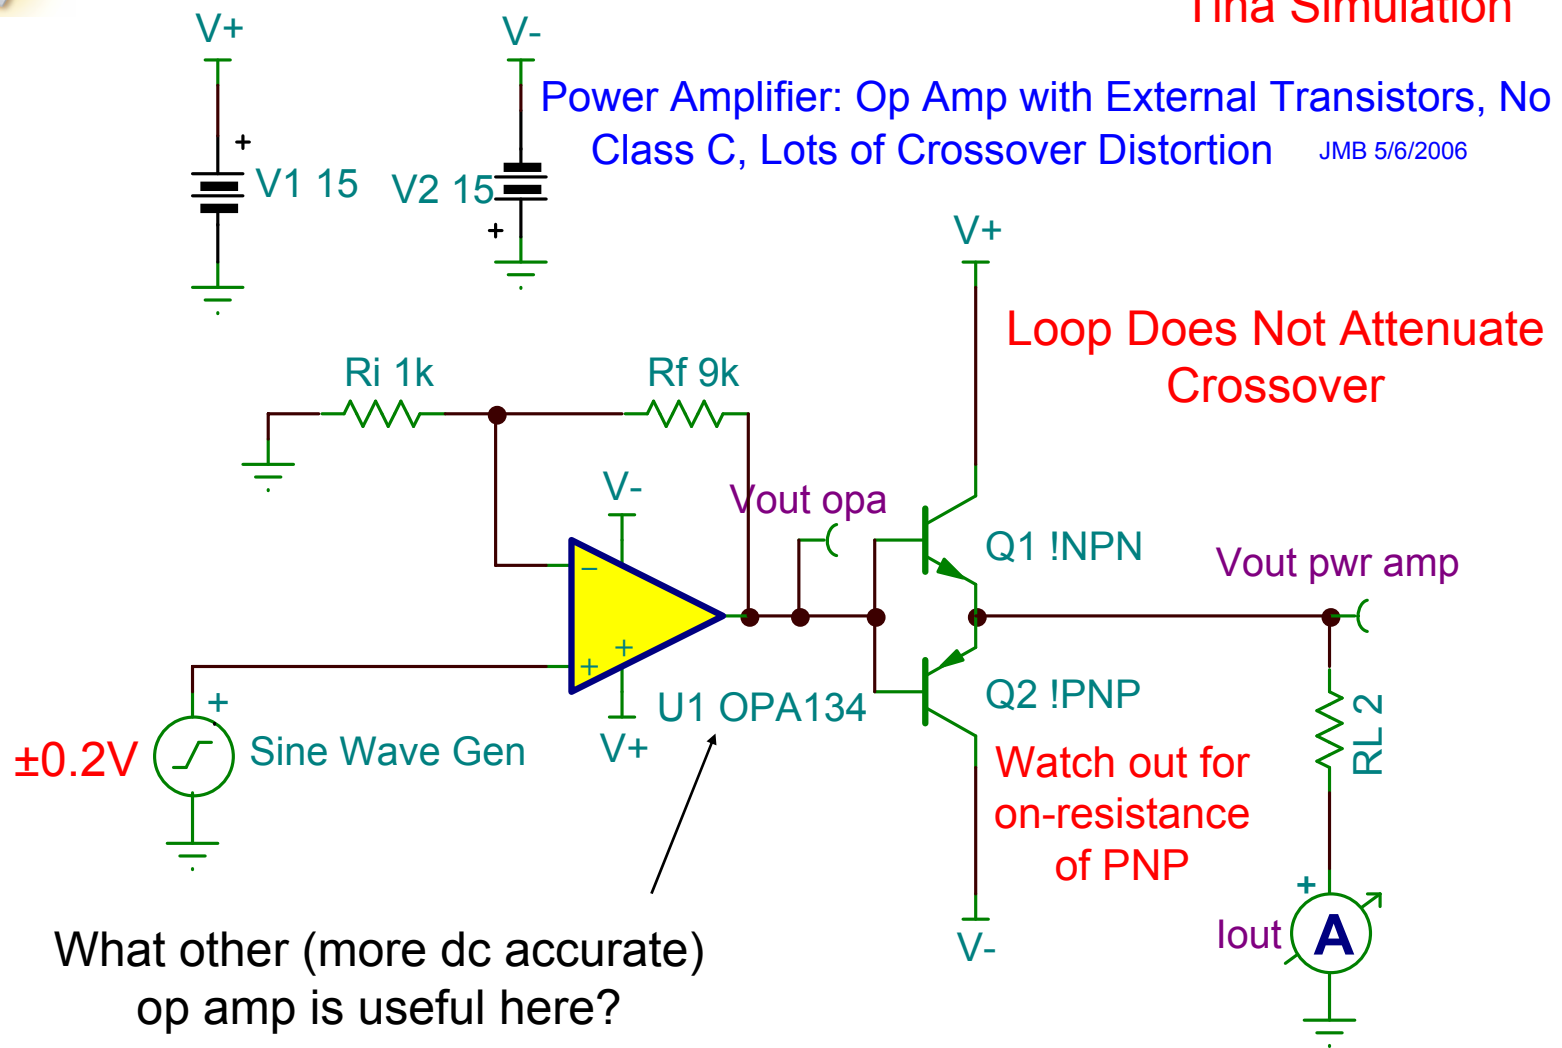 Tina Simulation
V+
V-
Power Amplifier: Op Amp with External Transistors, No
Class C, Lots of Crossover Distortion
JMB 5/6/2006
+
V1 15
V2 15
+
V+
Loop Does Not Attenuate
Crossover
Ri 1k
Rf 9k
V-
Vout opa
Q1 !NPN
Vout pwr amp
−
+
+
U1 OPA134
V+
Q2 !PNP
RL 2
+
±0.2V
Sine Wave Gen
Watch out for
on-resistance
of PNP
V-
+
Iout
A
What other (more dc accurate)
op amp is useful here?